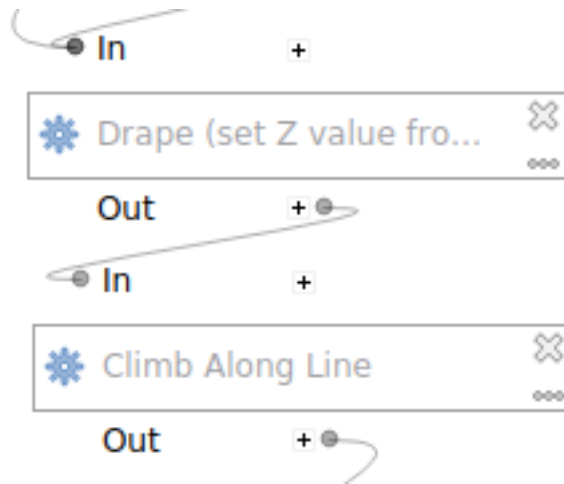 In
Drape (set Z value fro...
Out
In
Climb Along Line
Out